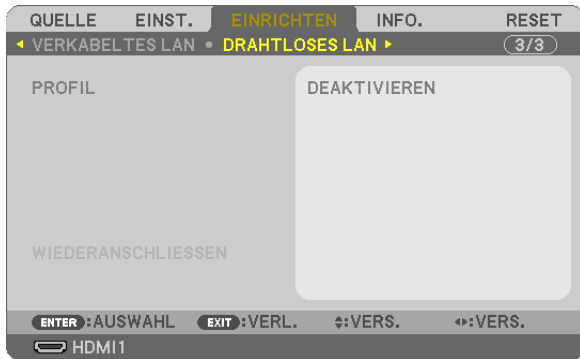 QUELLE EINST. EINRICHTEN INFO. RESET
VERKABELTES LAN • DRAHTLOSES LAN 3/3
PROFIL DEAKTIVIEREN
WIEDERANSCHLIESSEN
ENTER :AUSWAHL EXIT :VERL. :VERS. :VERS.
HDMI1